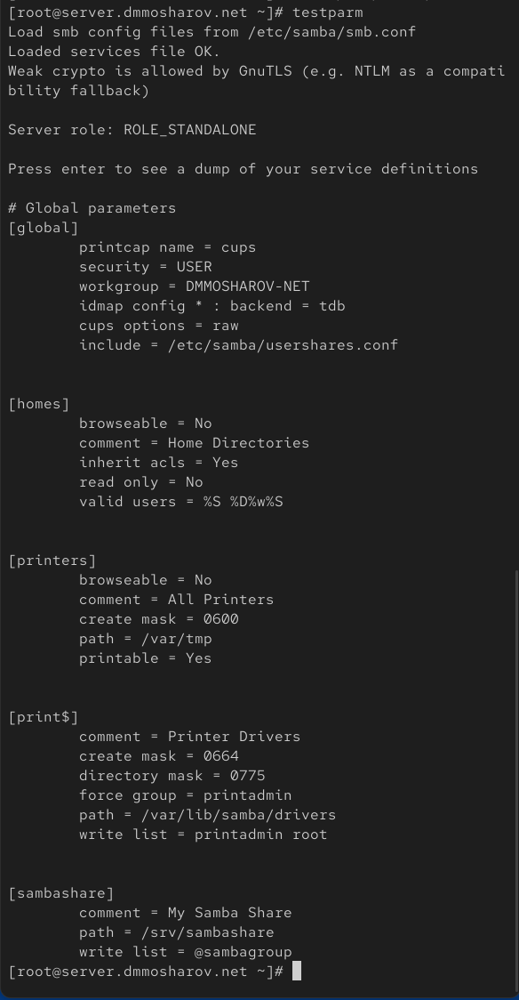 [root@server.dmmosharov.net ~]# testparm
Load smb config files from /etc/samba/smb.conf
Loaded services file OK.
Weak crypto is allowed by GnuTLS (e.g. NTLM as a compati
bility fallback)
Server role: ROLE_STANDALONE
Press enter to see a dump of your service definitions
# Global parameters
[global]
printcap name = cups
security = USER
workgroup = DMMOSHAROV-NET
idmap config * : backend = tdb
cups options = raw
include = /etc/samba/usershares.conf
[homes]
browseable = No
comment = Home Directories
inherit acls = Yes
read only = No
valid users = %S %D%w%S
[printers]
browseable = No
comment = All Printers
create mask = 0600
path = /var/tmp
printable = Yes
[print$]
comment = Printer Drivers
create mask = 0664
directory mask = 0775
force group = printadmin
path = /var/lib/samba/drivers
write list = printadmin root
[sambashare]
comment = My Samba Share
path = /srv/sambashare
write list = @sambagroup
[root@server.dmmosharov.net ~]#